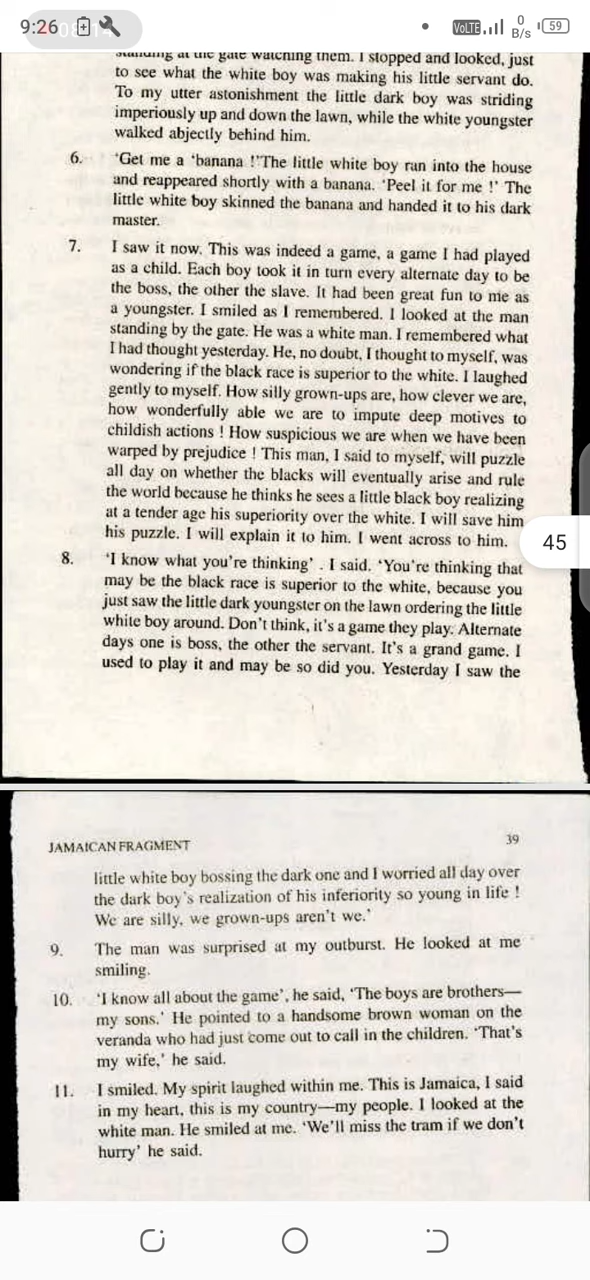 9:26
VoLTE 0 B/s 59
standing at the gate watching them. I stopped and looked, just
to see what the white boy was making his little servant do.
To my utter astonishment the little dark boy was striding
imperiously up and down the lawn, while the white youngster
walked abjectly behind him.
6. 'Get me a 'banana !'The little white boy ran into the house
and reappeared shortly with a banana. 'Peel it for me !' The
little white boy skinned the banana and handed it to his dark
master.
7. I saw it now. This was indeed a game, a game I had played
as a child. Each boy took it in turn every alternate day to be
the boss, the other the slave. It had been great fun to me as
a youngster. I smiled as I remembered. I looked at the man
standing by the gate. He was a white man. I remembered what
I had thought yesterday. He, no doubt, I thought to myself, was
wondering if the black race is superior to the white. I laughed
gently to myself. How silly grown-ups are, how clever we are,
how wonderfully able we are to impute deep motives to
childish actions ! How suspicious we are when we have been
warped by prejudice ! This man, I said to myself, will puzzle
all day on whether the blacks will eventually arise and rule
the world because he thinks he sees a little black boy realizing
at a tender age his superiority over the white. I will save him
his puzzle. I will explain it to him. I went across to him.
45
8. 'I know what you're thinking' . I said. 'You're thinking that
may be the black race is superior to the white, because you
just saw the little dark youngster on the lawn ordering the little
white boy around. Don't think, it's a game they play. Alternate
days one is boss, the other the servant. It's a grand game. I
used to play it and may be so did you. Yesterday I saw the
JAMAICAN FRAGMENT 39
little white boy bossing the dark one and I worried all day over
the dark boy's realization of his inferiority so young in life !
We are silly, we grown-ups aren't we.'
9. The man was surprised at my outburst. He looked at me
smiling.
10. 'I know all about the game', he said, 'The boys are brothers—
my sons.' He pointed to a handsome brown woman on the
veranda who had just come out to call in the children. 'That's
my wife,' he said.
11. I smiled. My spirit laughed within me. This is Jamaica, I said
in my heart, this is my country—my people. I looked at the
white man. He smiled at me. 'We'll miss the tram if we don't
hurry' he said.